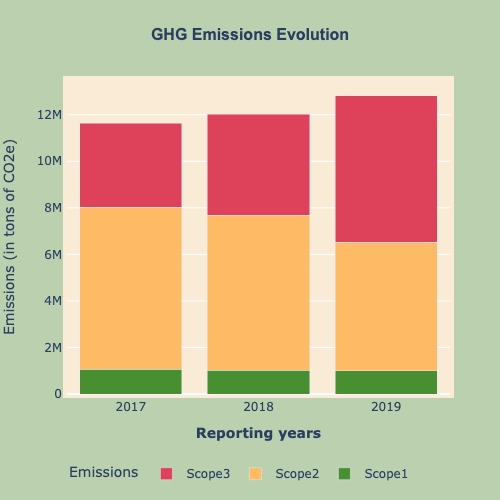 GHG Emissions Evolution
Emissions (in tons of CO2e)
12M
10M
8M
6M
4M
2M
0
2017 2018 2019
Reporting years
Emissions Scope3 Scope2 Scope1